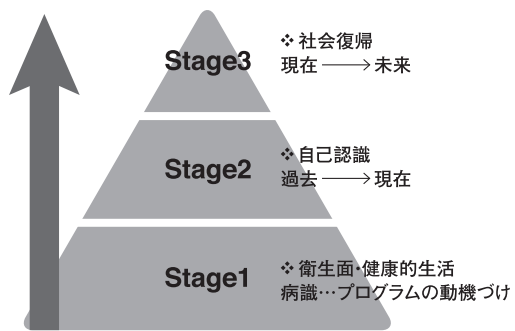 Stage3
❖ 社会復帰
現在 ⟶ 未来
Stage2
❖ 自己認識
過去 ⟶ 現在
Stage1
❖ 衛生面・健康的生活
病識…プログラムの動機づけ